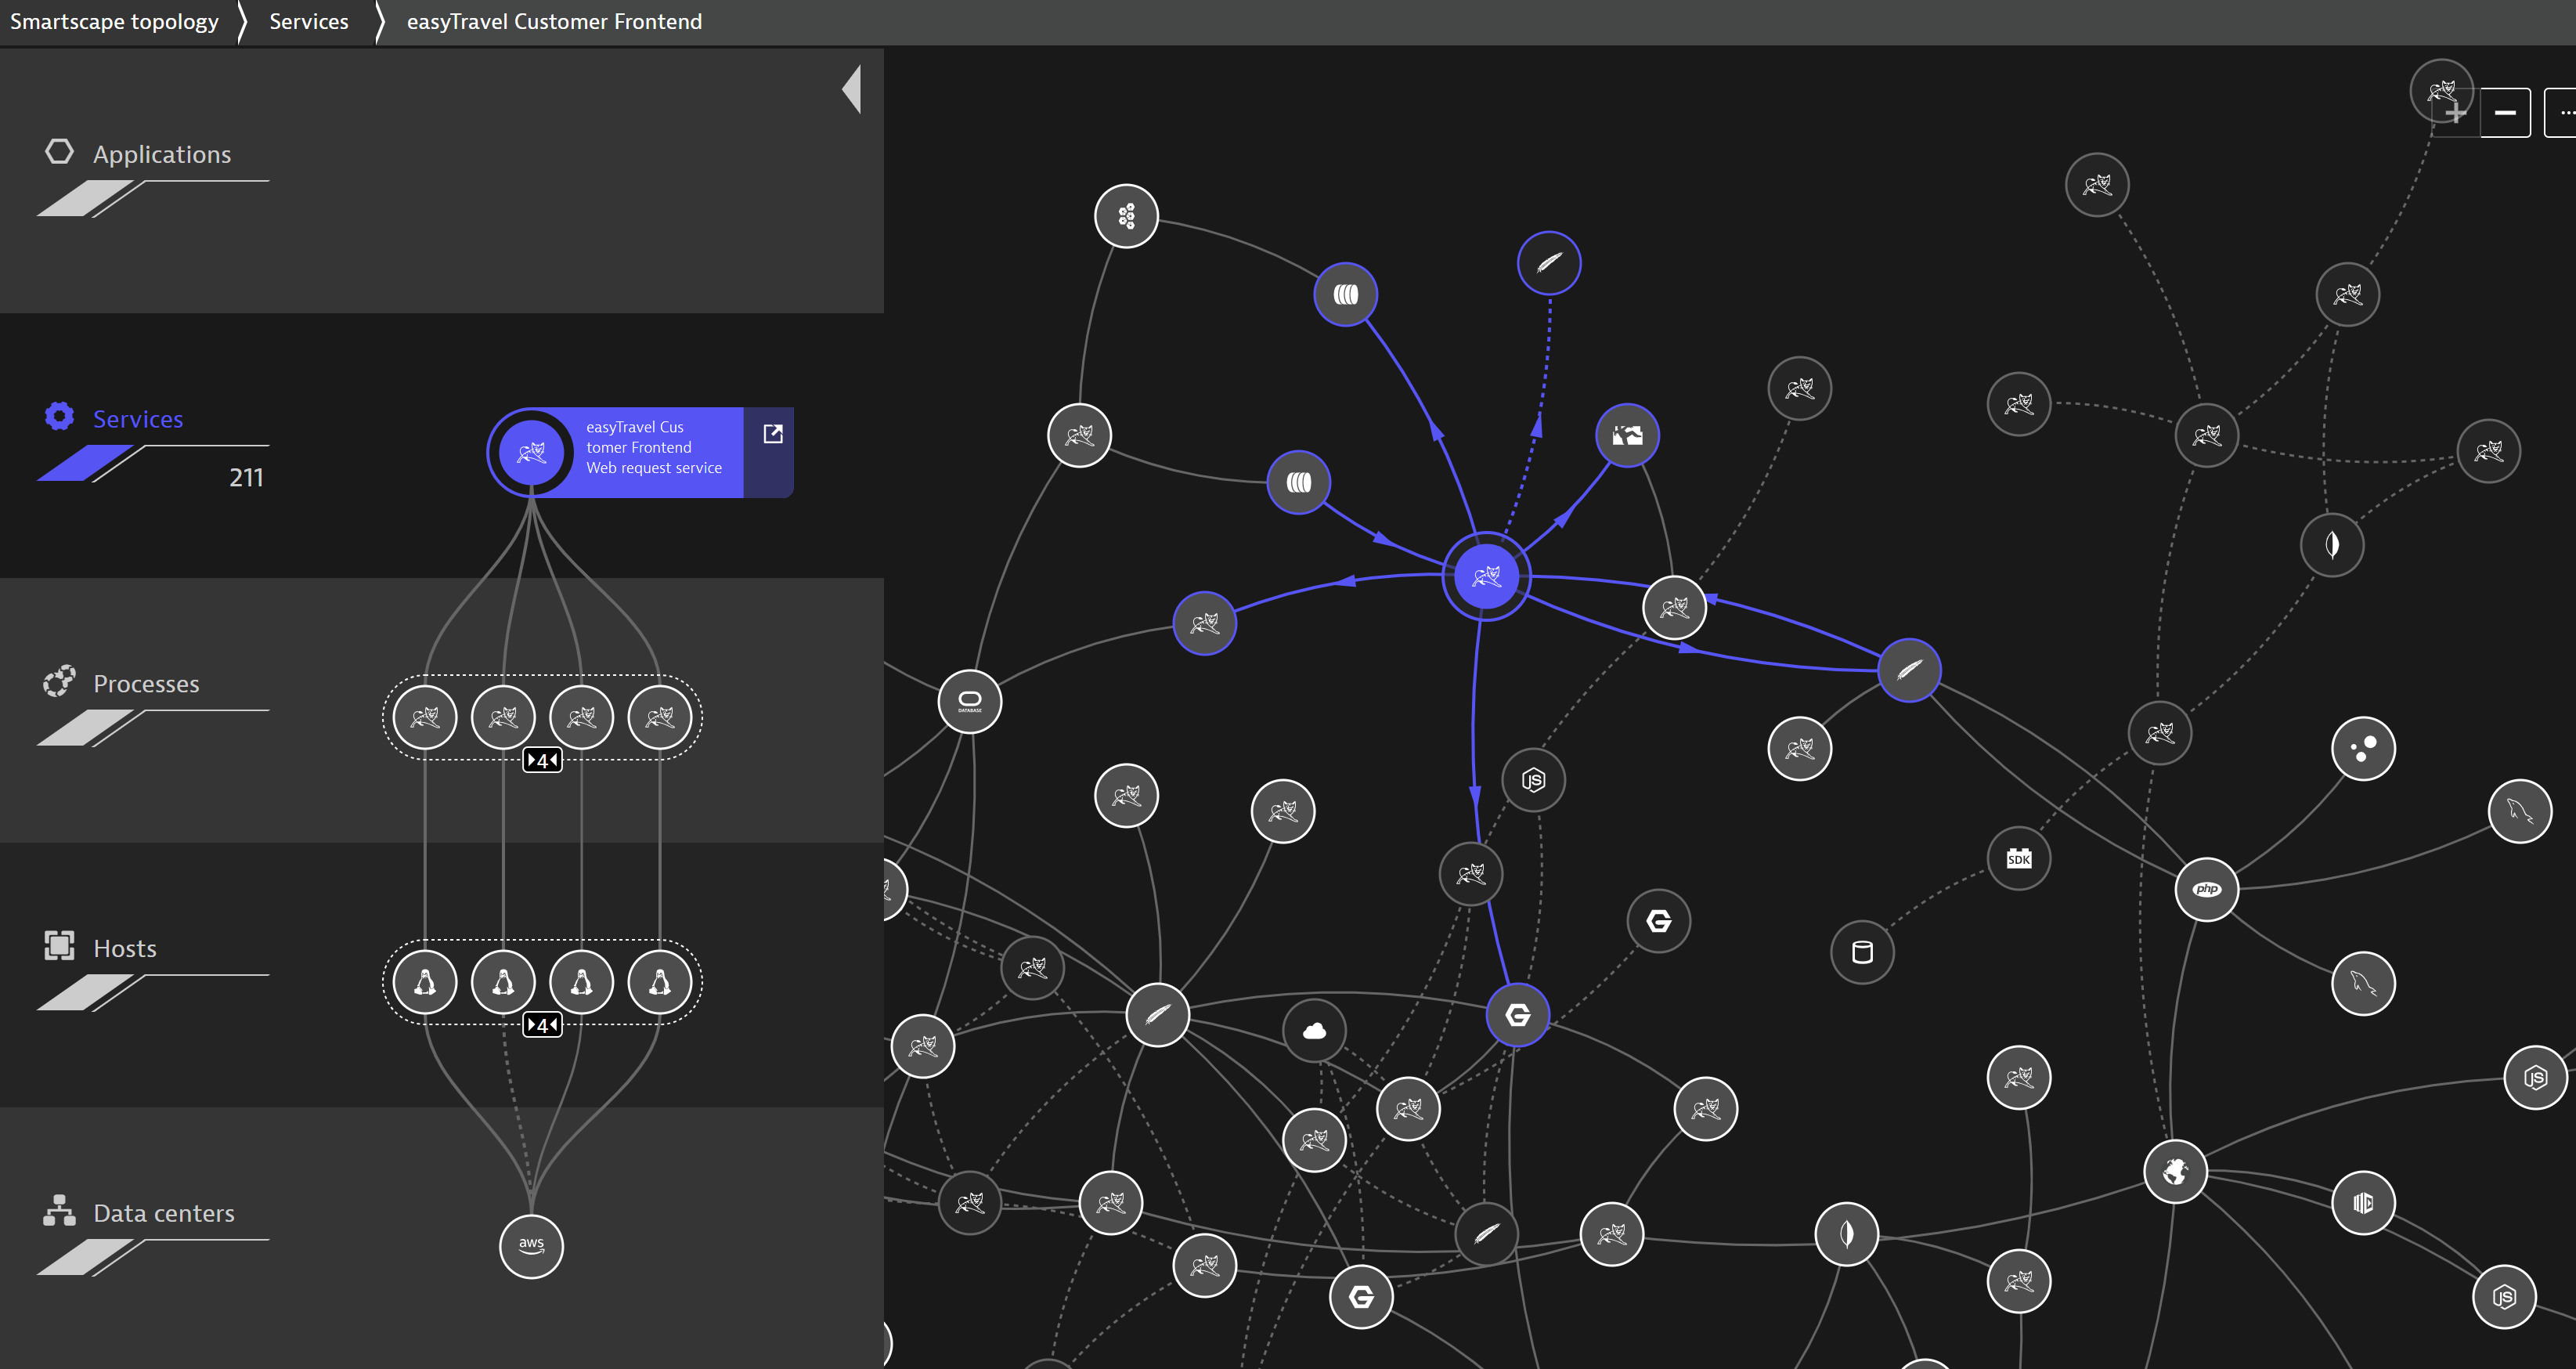 Smartscape topology
Services
easyTravel Customer Frontend
Applications
Services
211
easyTravel Cus
tomer Frontend
Web request service
Processes
4
Hosts
4
Data centers
aws
DATABASE
JS
SDK
php
JS
JS